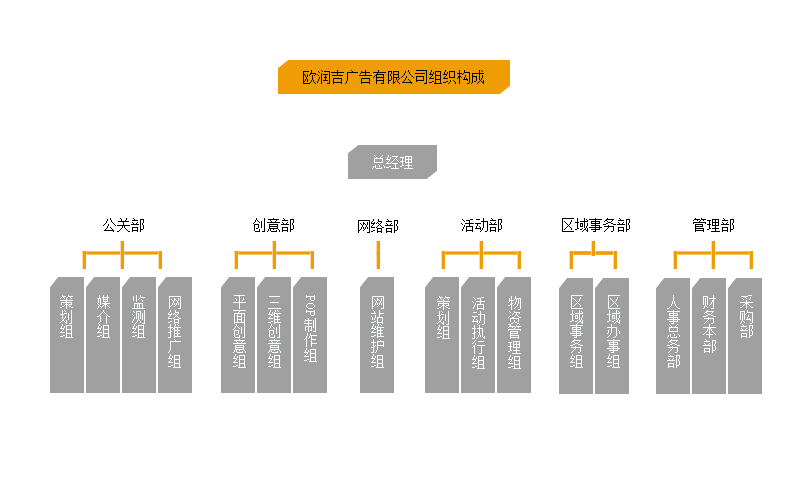 欧润吉广告有限公司组织构成
总经理
公关部
创意部
网络部
活动部
区域事务部
管理部
策划组
媒介组
监测组
网络推广组
平面创意组
三维创意组
POP制作组
网站维护组
策划组
活动执行组
物资管理组
区域事务组
区域办事组
人事总务部
财务本部
采购部